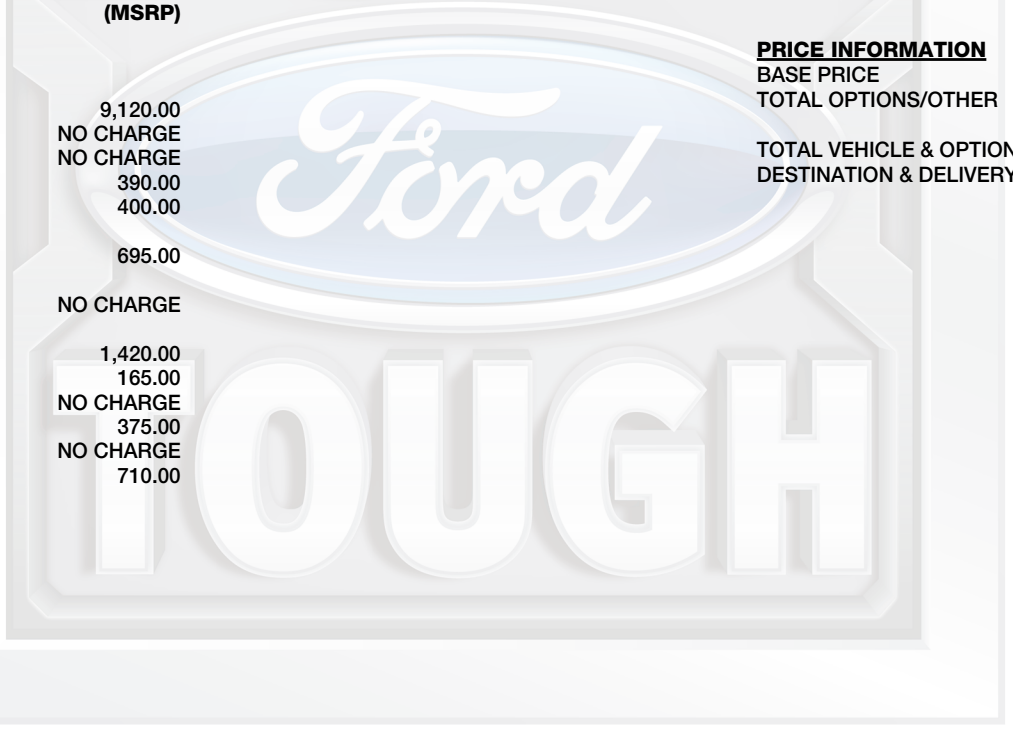 (MSRP)
9,120.00
NO CHARGE
NO CHARGE
390.00
400.00
695.00
NO CHARGE
1,420.00
165.00
NO CHARGE
375.00
NO CHARGE
710.00
PRICE INFORMATION
BASE PRICE
TOTAL OPTIONS/OTHER
TOTAL VEHICLE & OPTION
DESTINATION & DELIVERY
Ford
TOUGH